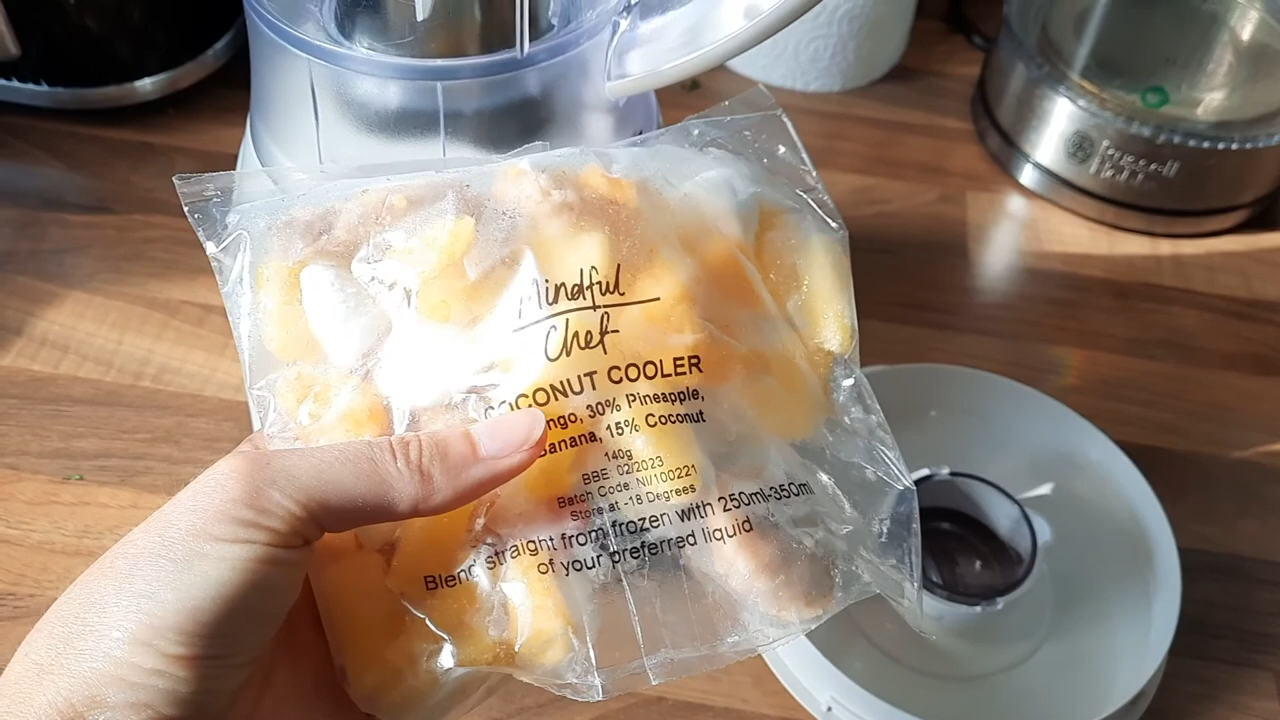 Mindful
Chef
COCONUT COOLER
ngo, 30% Pineapple,
Banana, 15% Coconut
140g
BBE: 02/2023
Batch Code: NI/100221
Store at -18 Degrees
Blend straight from frozen with 250ml-350ml
of your preferred liquid
Russell